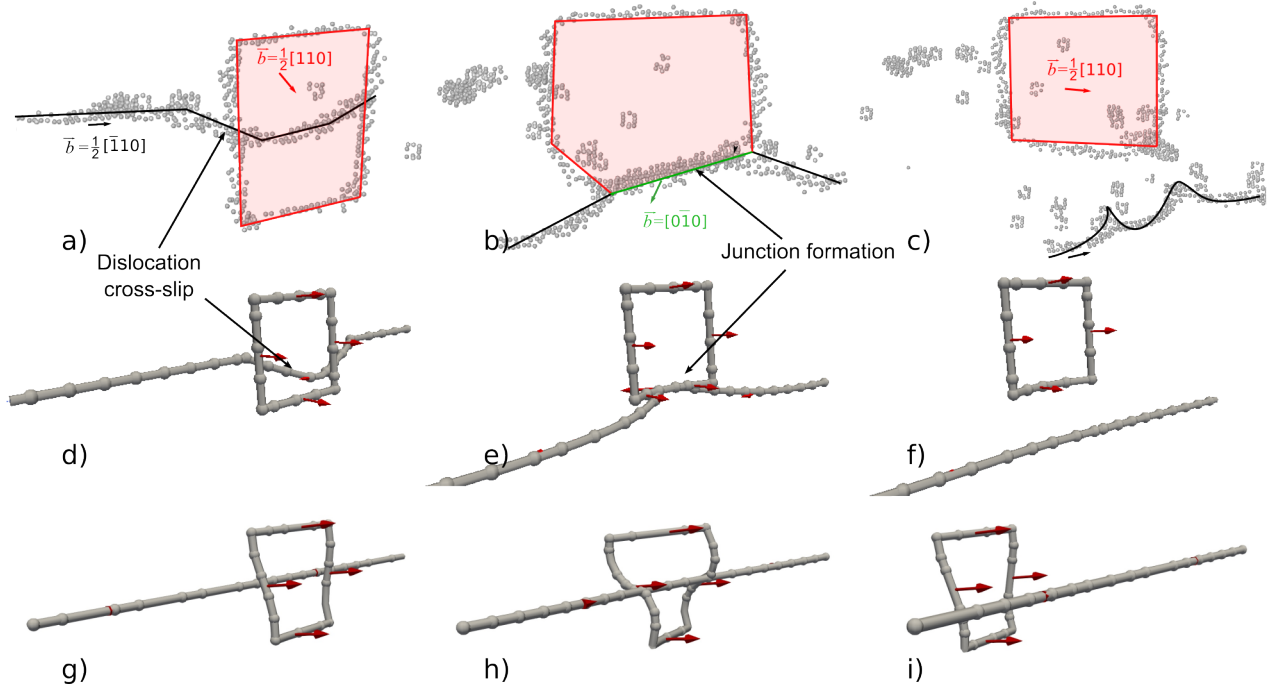 b⃗=½[110]
b⃗=½[1̄10]
a)
b⃗=[01̄0]
b)
b⃗=½[110]
c)
Dislocation
cross-slip
Junction formation
d)
e)
f)
g)
h)
i)